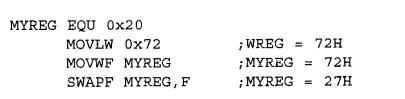 MYREG EQU 0x20
MOVLW 0x72 ;WREG = 72H
MOVWF MYREG ;MYREG = 72H
SWAPF MYREG,F ;MYREG = 27H